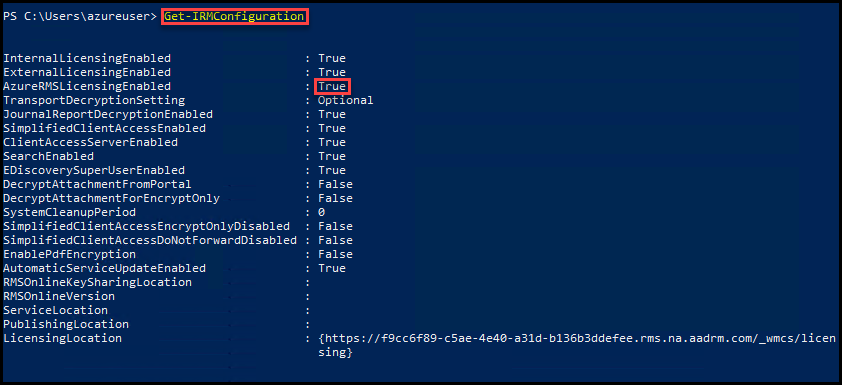 PS C:\Users\azureuser> Get-IRMConfiguration
InternalLicensingEnabled : True
ExternalLicensingEnabled : True
AzureRMSLicensingEnabled : True
TransportDecryptionSetting : Optional
JournalReportDecryptionEnabled : True
SimplifiedClientAccessEnabled : True
ClientAccessServerEnabled : True
SearchEnabled : True
EDiscoverySuperUserEnabled : True
DecryptAttachmentFromPortal : False
DecryptAttachmentForEncryptOnly : False
SystemCleanupPeriod : 0
SimplifiedClientAccessEncryptOnlyDisabled : False
SimplifiedClientAccessDoNotForwardDisabled : False
EnablePdfEncryption : False
AutomaticServiceUpdateEnabled : True
RMSOnlineKeySharingLocation :
RMSOnlineVersion :
ServiceLocation :
PublishingLocation :
LicensingLocation : {https://f9cc6f89-c5ae-4e40-a31d-b136b3ddefee.rms.na.aadrm.com/_wmcs/licen
sing}